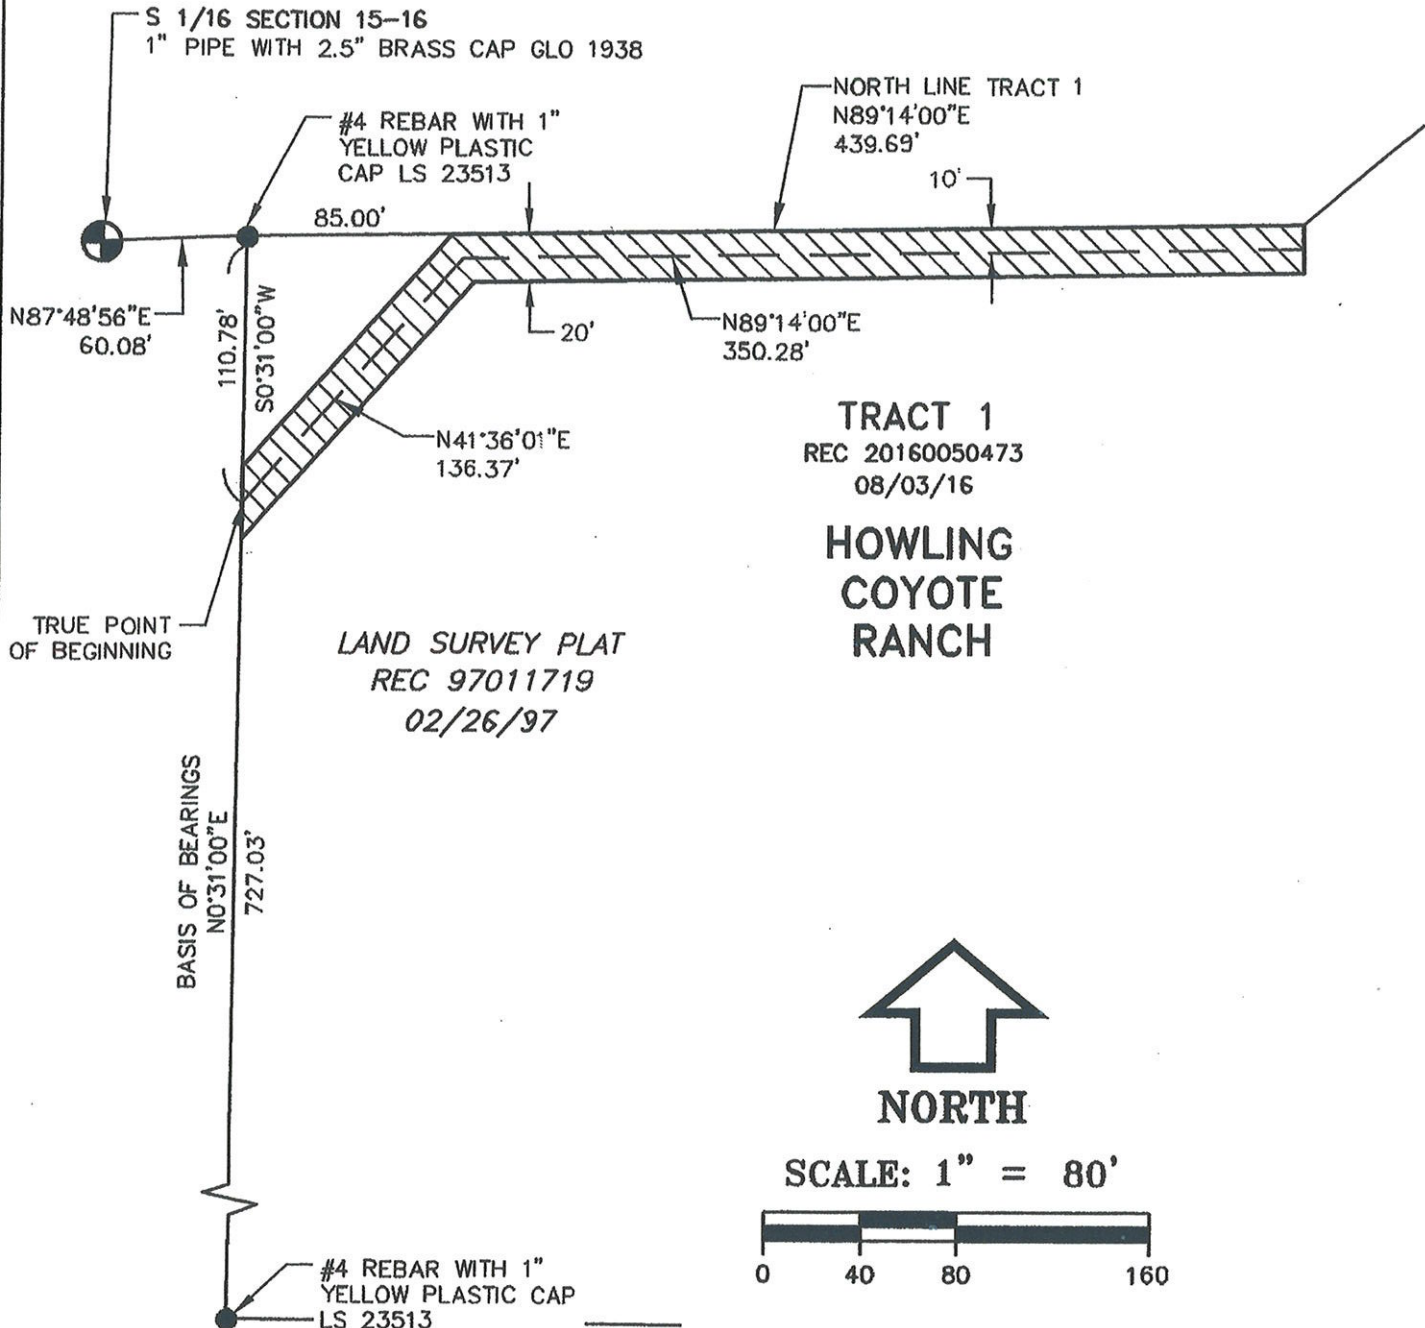 S 1/16 SECTION 15-16
1" PIPE WITH 2.5" BRASS CAP GLO 1938
#4 REBAR WITH 1"
YELLOW PLASTIC
CAP LS 23513
NORTH LINE TRACT 1
N89°14'00"E
439.69'
10'
85.00'
N87°48'56"E
60.08'
110.78'
S0°31'00"W
20'
N89°14'00"E
350.28'
N41°36'01"E
136.37'
TRACT 1
REC 20160050473
08/03/16
HOWLING
COYOTE
RANCH
TRUE POINT
OF BEGINNING
LAND SURVEY PLAT
REC 97011719
02/26/97
BASIS OF BEARINGS
N0°31'00"E
727.03'
NORTH
SCALE: 1" = 80'
0 40 80 160
#4 REBAR WITH 1"
YELLOW PLASTIC CAP
LS 23513